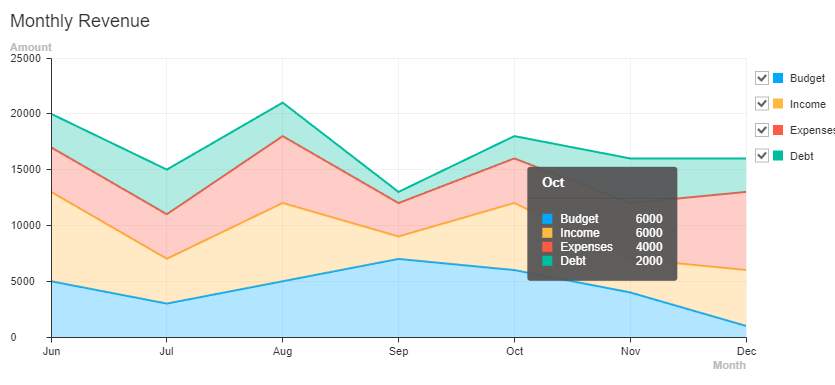 Monthly Revenue
Amount
25000
20000
15000
10000
5000
0
Jun Jul Aug Sep Oct Nov Dec
Month
Budget
Income
Expenses
Debt
Oct
Budget 6000
Income 6000
Expenses 4000
Debt 2000